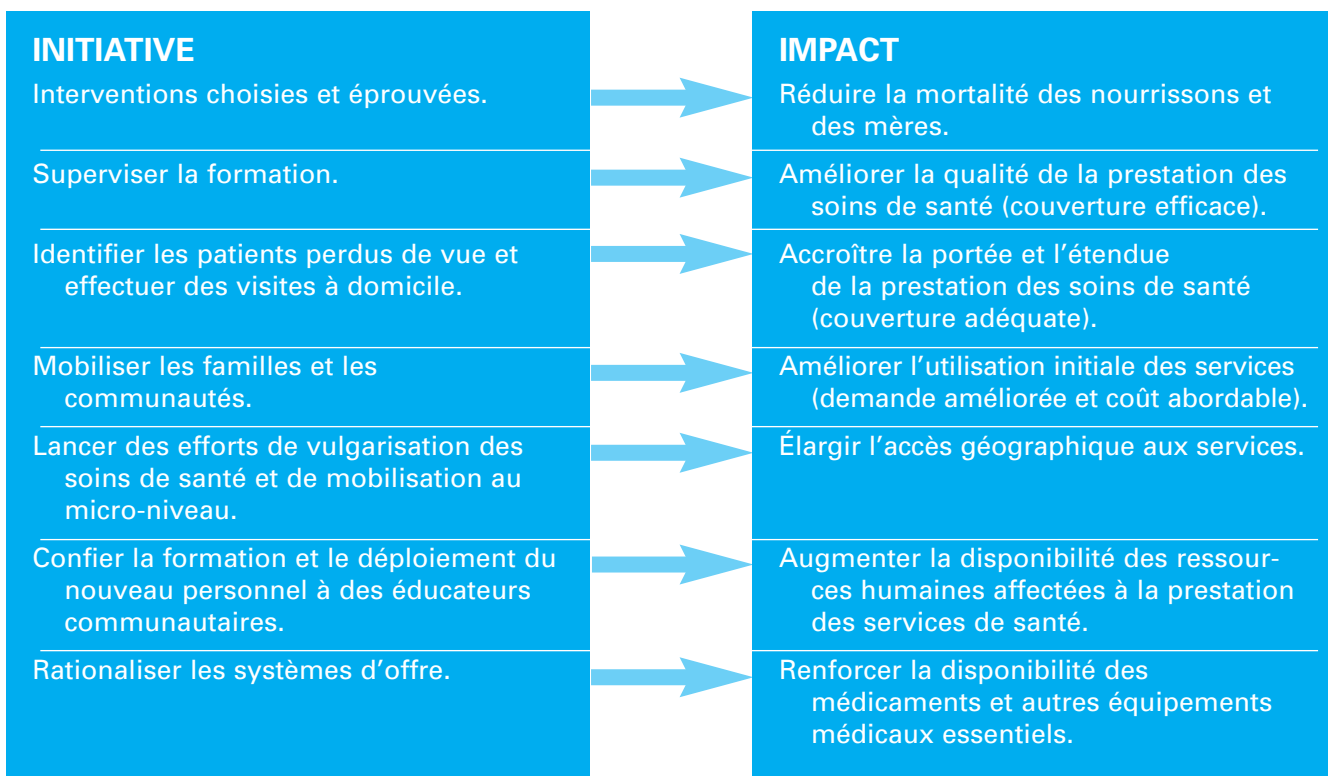 INITIATIVE
Interventions choisies et éprouvées.
Superviser la formation.
Identifier les patients perdus de vue et
effectuer des visites à domicile.
Mobiliser les familles et les
communautés.
Lancer des efforts de vulgarisation des
soins de santé et de mobilisation au
micro-niveau.
Confier la formation et le déploiement du
nouveau personnel à des éducateurs
communautaires.
Rationaliser les systèmes d'offre.
IMPACT
Réduire la mortalité des nourrissons et
des mères.
Améliorer la qualité de la prestation des
soins de santé (couverture efficace).
Accroître la portée et l'étendue
de la prestation des soins de santé
(couverture adéquate).
Améliorer l'utilisation initiale des services
(demande améliorée et coût abordable).
Élargir l'accès géographique aux services.
Augmenter la disponibilité des ressour-
ces humaines affectées à la prestation
des services de santé.
Renforcer la disponibilité des
médicaments et autres équipements
médicaux essentiels.